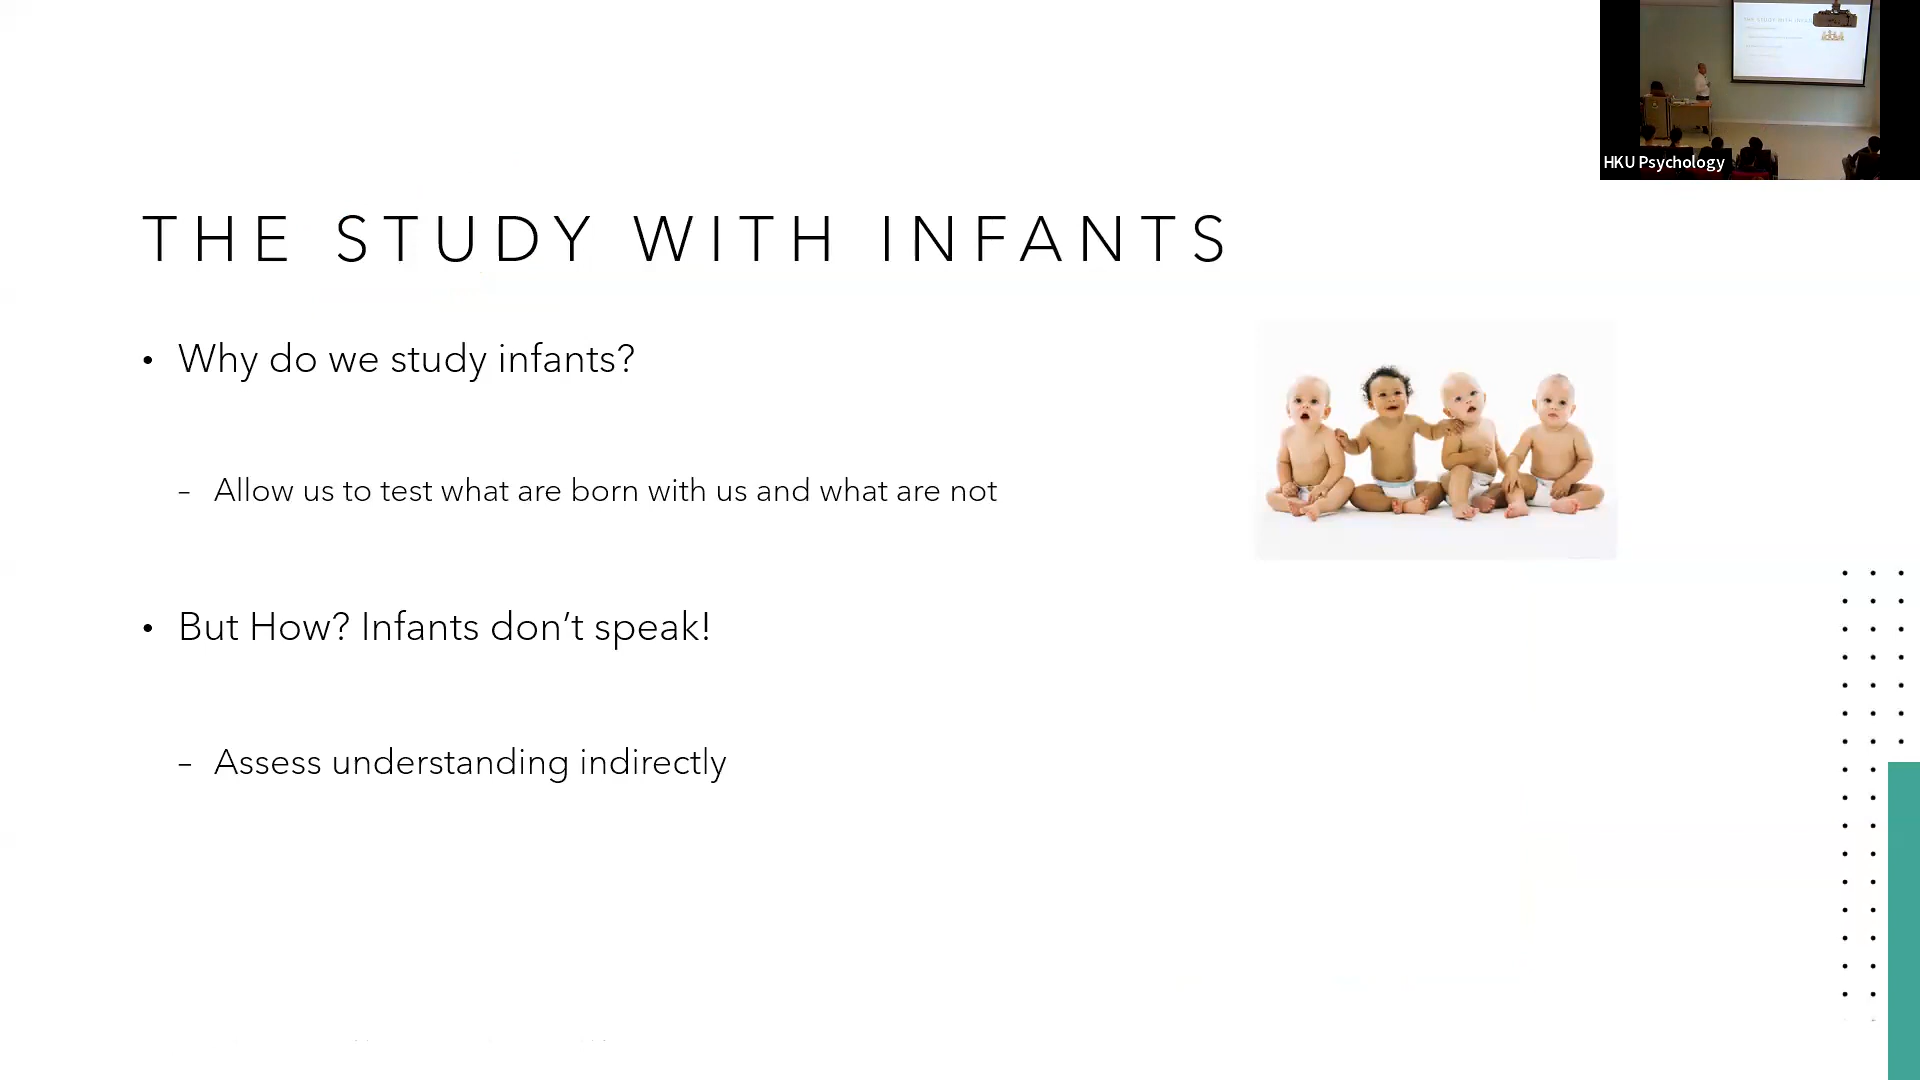 HKU Psychology
THE STUDY WITH INFANTS
• Why do we study infants?
– Allow us to test what are born with us and what are not
• But How? Infants don’t speak!
– Assess understanding indirectly